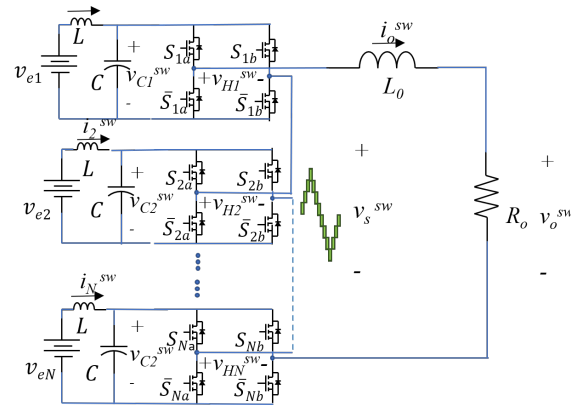 L
v_e1
C
+
v_C1^sw
-
S_1a
S_1b
+v_H1^sw-
S̄_1a
S̄_1b
i_o^sw
L_0
i_2^sw
L
v_e2
C
+
v_C2^sw
-
S_2a
S_2b
+v_H2^sw-
S̄_2a
S̄_2b
+
v_s^sw
-
R_o
+
v_o^sw
-
i_N^sw
L
v_eN
C
+
v_C2^sw
-
S_Na
S_Nb
+v_HN^sw-
S̄_Na
S̄_Nb